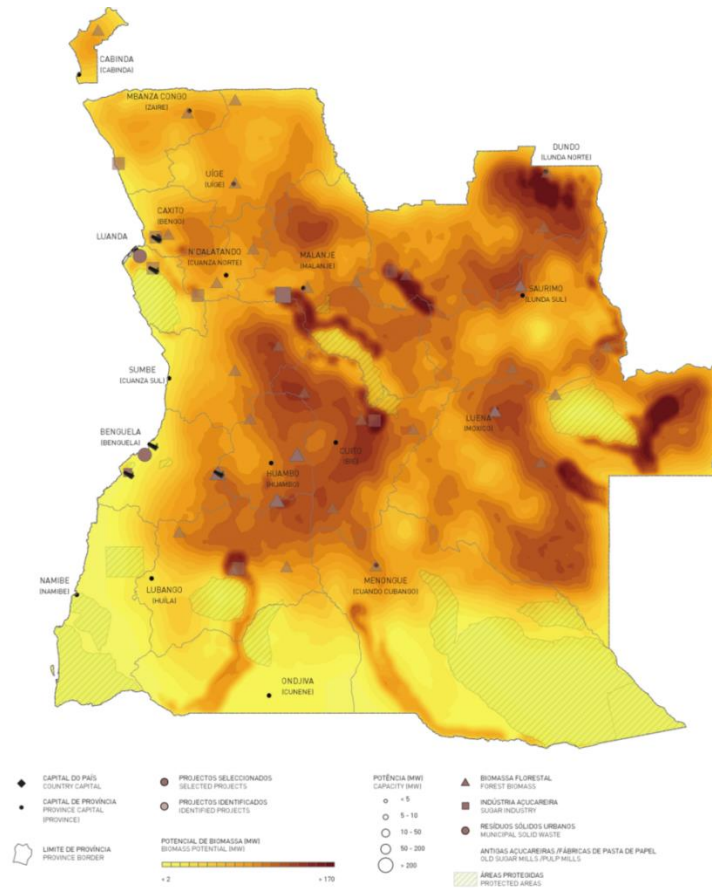 CABINDA
(CABINDA)
MBANZA CONGO
(ZAIRE)
DUNDO
(LUNDA NORTE)
UÍGE
(UÍGE)
CAXITO
(BENGO)
LUANDA
N'DALATANDO
(CUANZA NORTE)
MALANJE
(MALANJE)
SAURIMO
(LUNDA SUL)
SUMBE
(CUANZA SUL)
LUENA
(MOXICO)
BENGUELA
(BENGUELA)
CUITO
(BIÉ)
HUAMBO
(HUAMBO)
NAMIBE
(NAMIBE)
LUBANGO
(HUÍLA)
MENONGUE
(CUANDO CUBANGO)
ONDJIVA
(CUNENE)
CAPITAL DO PAÍS
COUNTRY CAPITAL
CAPITAL DE PROVÍNCIA
PROVINCE CAPITAL
(PROVINCE)
LIMITE DE PROVÍNCIA
PROVINCE BORDER
PROJECTOS SELECCIONADOS
SELECTED PROJECTS
PROJECTOS IDENTIFICADOS
IDENTIFIED PROJECTS
POTENCIAL DE BIOMASSA (MW)
BIOMASS POTENTIAL (MW)
< 2
> 170
POTÊNCIA (MW)
CAPACITY (MW)
< 5
5 - 10
10 - 50
50 - 200
> 200
BIOMASSA FLORESTAL
FOREST BIOMASS
INDÚSTRIA AÇUCAREIRA
SUGAR INDUSTRY
RESÍDUOS SÓLIDOS URBANOS
MUNICIPAL SOLID WASTE
ANTIGAS AÇUCAREIRAS /FÁBRICAS DE PASTA DE PAPEL
OLD SUGAR MILLS /PULP MILLS
ÁREAS PROTEGIDAS
PROTECTED AREAS